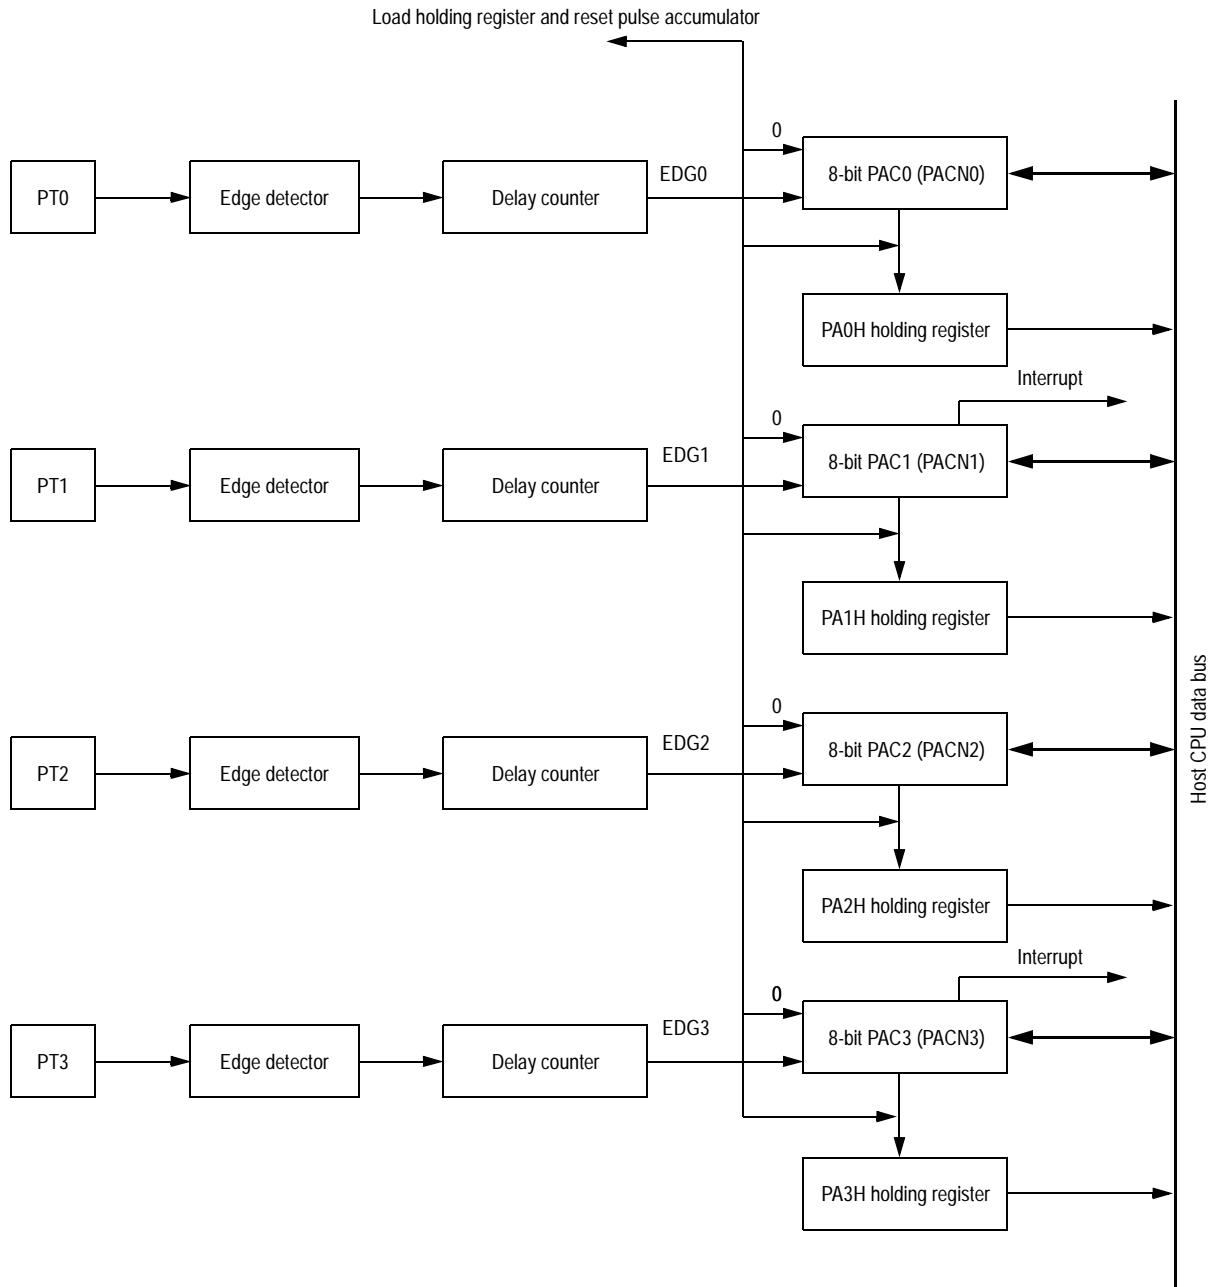 Load holding register and reset pulse accumulator
0
8-bit PAC0 (PACN0)
EDG0
PT0
Edge detector
Delay counter
PA0H holding register
Interrupt
0
8-bit PAC1 (PACN1)
EDG1
PT1
Edge detector
Delay counter
PA1H holding register
0
8-bit PAC2 (PACN2)
EDG2
PT2
Edge detector
Delay counter
PA2H holding register
Interrupt
0
8-bit PAC3 (PACN3)
EDG3
PT3
Edge detector
Delay counter
PA3H holding register
Host CPU data bus